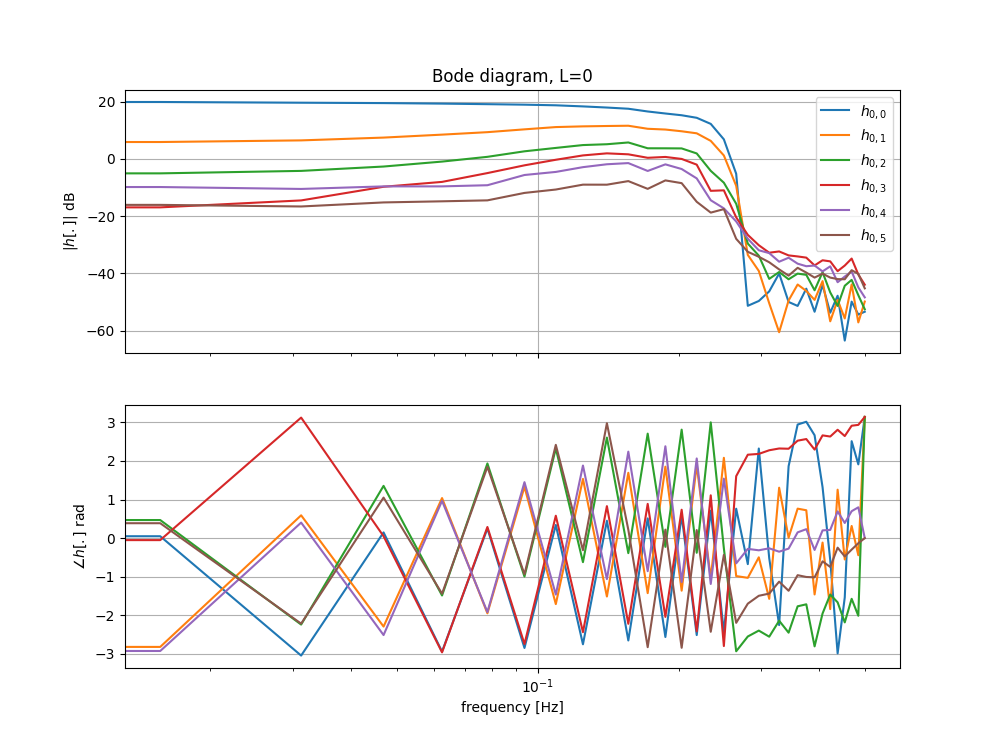 Bode diagram, L=0
20
0
−20
−40
−60
|h[.]| dB
h0,0
h0,1
h0,2
h0,3
h0,4
h0,5
3
2
1
0
−1
−2
−3
∠h[.] rad
10−1
frequency [Hz]